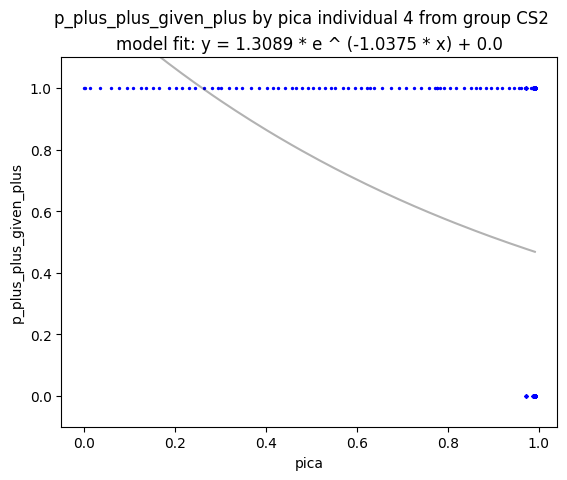 p_plus_plus_given_plus by pica individual 4 from group CS2
model fit: y = 1.3089 * e ^ (-1.0375 * x) + 0.0
1.0
0.8
0.6
0.4
0.2
0.0
p_plus_plus_given_plus
0.0 0.2 0.4 0.6 0.8 1.0
pica